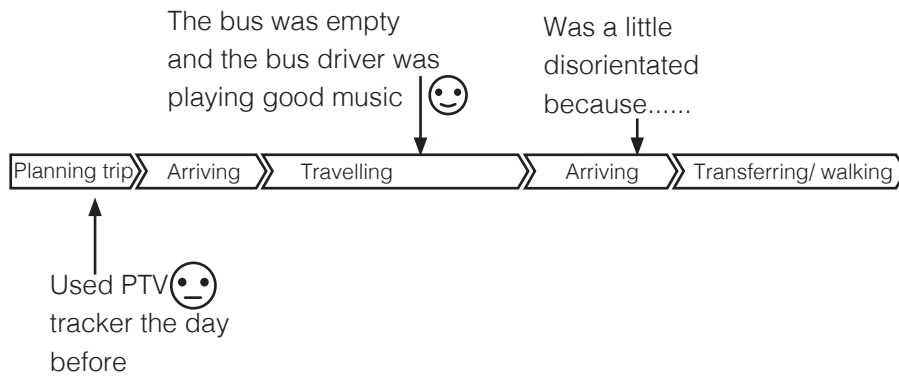 The bus was empty
and the bus driver was
playing good music
Was a little
disorientated
because......
Planning trip
Arriving
Travelling
Arriving
Transferring/ walking
Used PTV
tracker the day
before